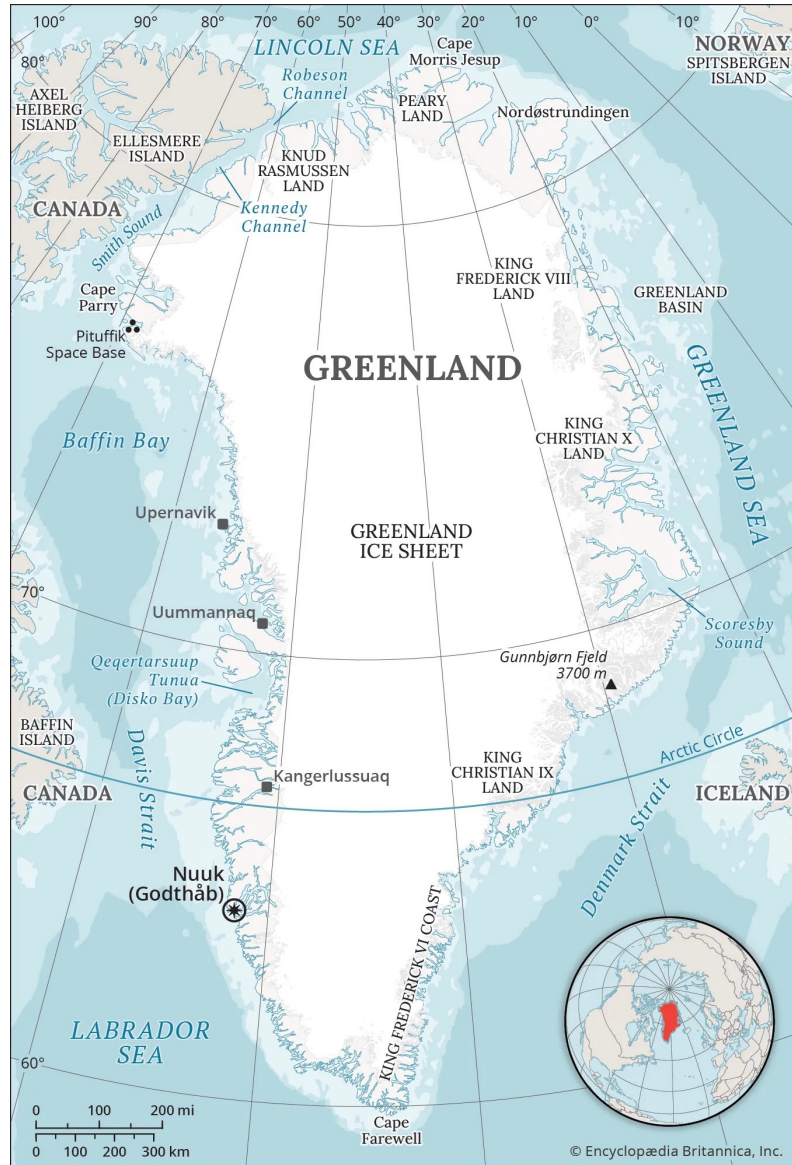 100°
90°
80°
70°
60°
50°
40°
30°
20°
10°
0°
10°
LINCOLN SEA
Cape
Morris Jesup
NORWAY
SPITSBERGEN
ISLAND
80°
Robeson
Channel
AXEL
HEIBERG
ISLAND
PEARY
LAND
Nordøstrundingen
ELLESMERE
ISLAND
KNUD
RASMUSSEN
LAND
CANADA
Kennedy
Channel
Smith Sound
KING
FREDERICK VIII
LAND
Cape
Parry
GREENLAND
BASIN
Pituffik
Space Base
GREENLAND
GREENLAND SEA
Baffin Bay
KING
CHRISTIAN X
LAND
Upernavik
GREENLAND
ICE SHEET
70°
Uummannaq
Scoresby
Sound
Qeqertarsuup
Tunua
(Disko Bay)
Gunnbjørn Fjeld
3700 m
BAFFIN
ISLAND
Davis Strait
Arctic Circle
KING
CHRISTIAN IX
LAND
Kangerlussuaq
CANADA
ICELAND
Denmark Strait
Nuuk
(Godthåb)
KING FREDERICK VI COAST
LABRADOR
SEA
60°
0 100 200 mi
0 100 200 300 km
Cape
Farewell
© Encyclopædia Britannica, Inc.